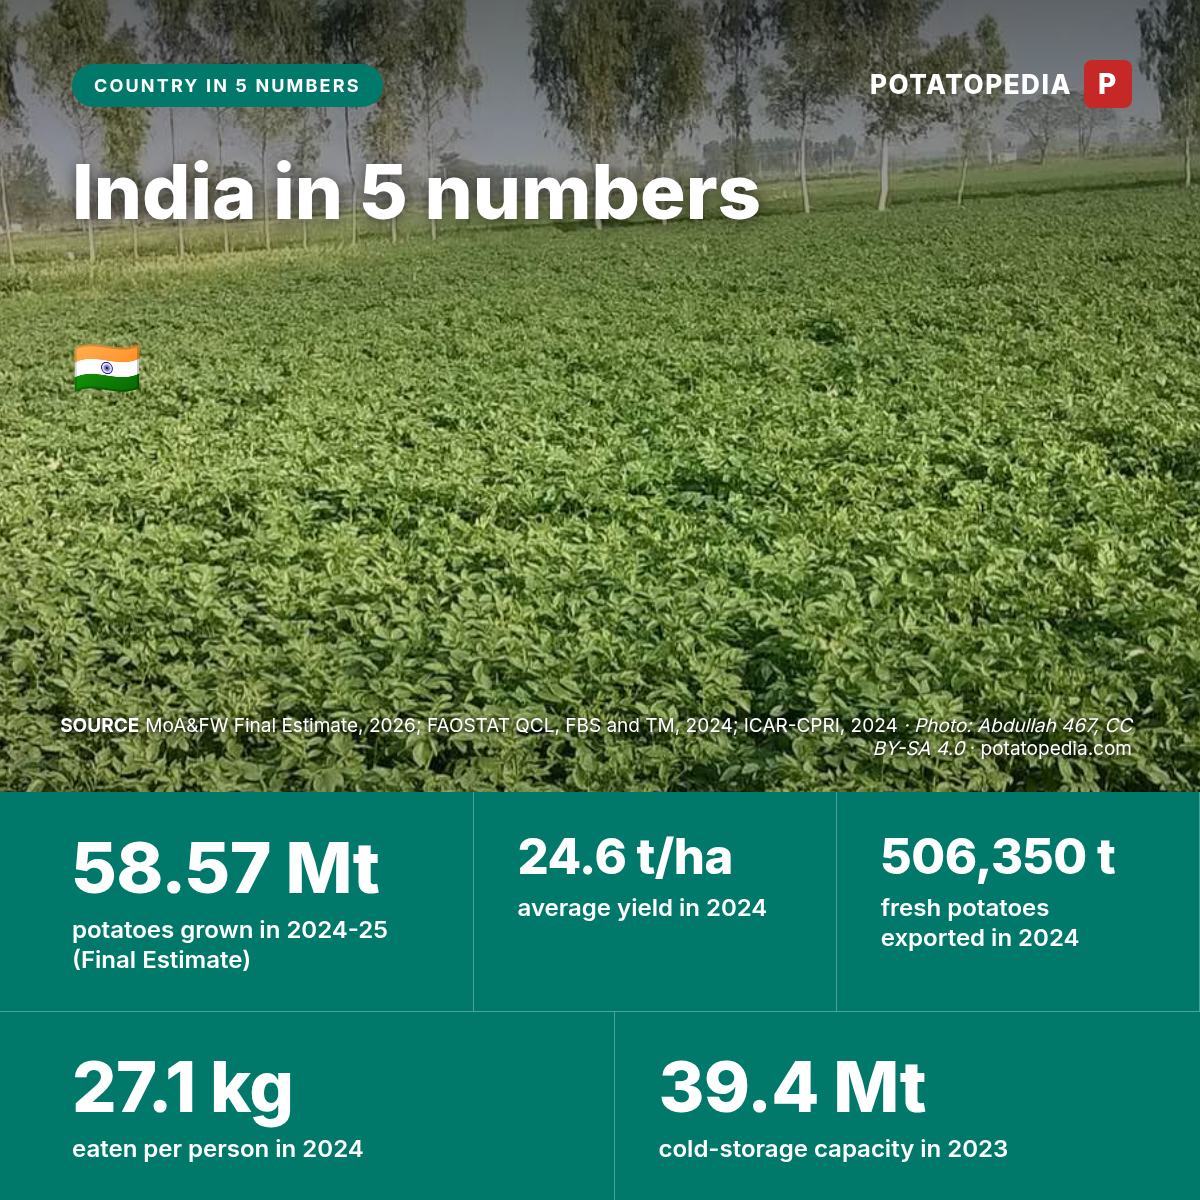 COUNTRY IN 5 NUMBERS
POTATOPEDIA P
India in 5 numbers
SOURCE MoA&FW Final Estimate, 2026; FAOSTAT QCL, FBS and TM, 2024; ICAR-CPRI, 2024 · Photo: Abdullah 467, CC
BY-SA 4.0 · potatopedia.com
58.57 Mt
potatoes grown in 2024-25
(Final Estimate)
24.6 t/ha
average yield in 2024
506,350 t
fresh potatoes
exported in 2024
27.1 kg
eaten per person in 2024
39.4 Mt
cold-storage capacity in 2023